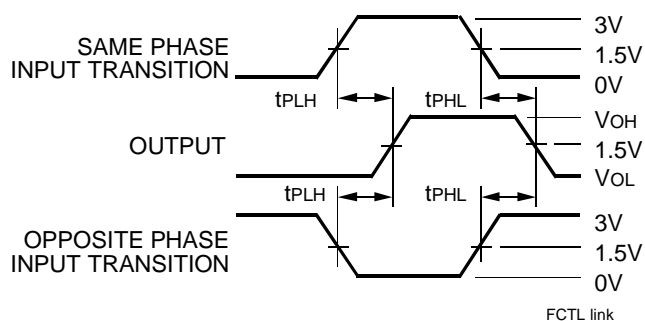 3V
SAME PHASE
INPUT TRANSITION
1.5V
0V
tPLH
tPHL
VOH
OUTPUT
1.5V
VOL
tPLH
tPHL
3V
OPPOSITE PHASE
INPUT TRANSITION
1.5V
0V
FCTL link